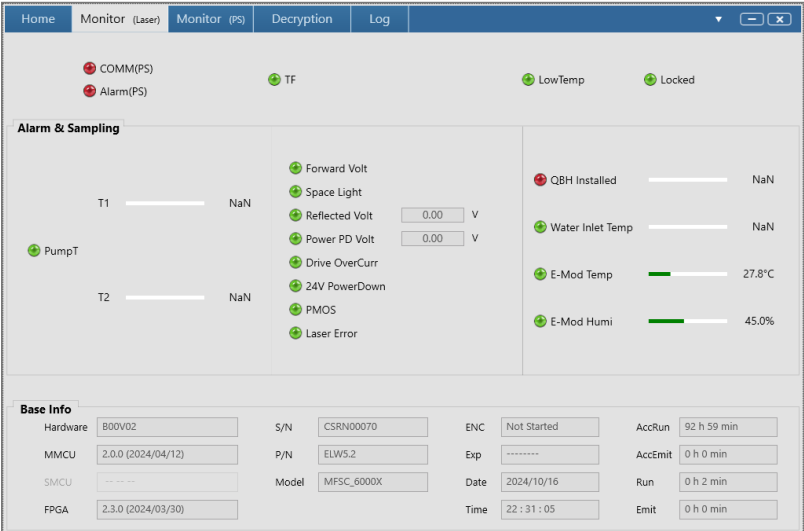 Home Monitor (Laser) Monitor (PS) Decryption Log
COMM(PS) TF LowTemp Locked
Alarm(PS)
Alarm & Sampling
Forward Volt
QBH Installed NaN
Space Light
T1 NaN
Reflected Volt 0.00 V
Water Inlet Temp NaN
Power PD Volt 0.00 V
PumpT
Drive OverCurr
E-Mod Temp 27.8°C
24V PowerDown
T2 NaN
PMOS
E-Mod Humi 45.0%
Laser Error
Base Info
Hardware B00V02 S/N CSRN00070 ENC Not Started AccRun 92 h 59 min
MMCU 2.0.0 (2024/04/12) P/N ELW5.2 Exp -------- AccEmit 0 h 0 min
SMCU -- -- -- Model MFSC_6000X Date 2024/10/16 Run 0 h 2 min
FPGA 2.3.0 (2024/03/30) Time 22 : 31 : 05 Emit 0 h 0 min